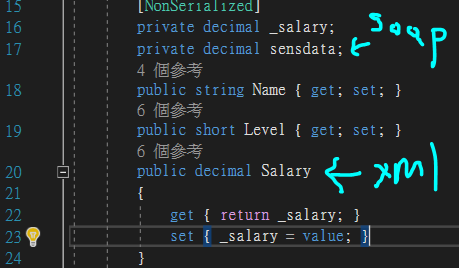 15 [NonSerialized]
16 private decimal _salary;
17 private decimal sensdata; soap
4 個參考
18 public string Name { get; set; }
6 個參考
19 public short Level { get; set; }
6 個參考
20 public decimal Salary xml
21 {
22 get { return _salary; }
23 set { _salary = value; }
24 }